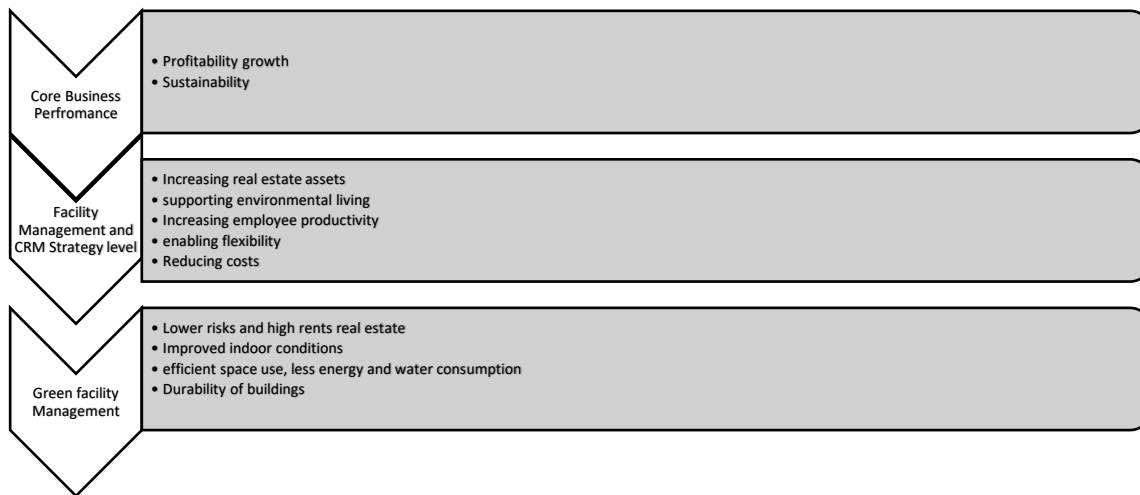 Core Business
Perfromance
• Profitability growth
• Sustainability
Facility
Management and
CRM Strategy level
• Increasing real estate assets
• supporting environmental living
• Increasing employee productivity
• enabling flexibility
• Reducing costs
Green facility
Management
• Lower risks and high rents real estate
• Improved indoor conditions
• efficient space use, less energy and water consumption
• Durability of buildings